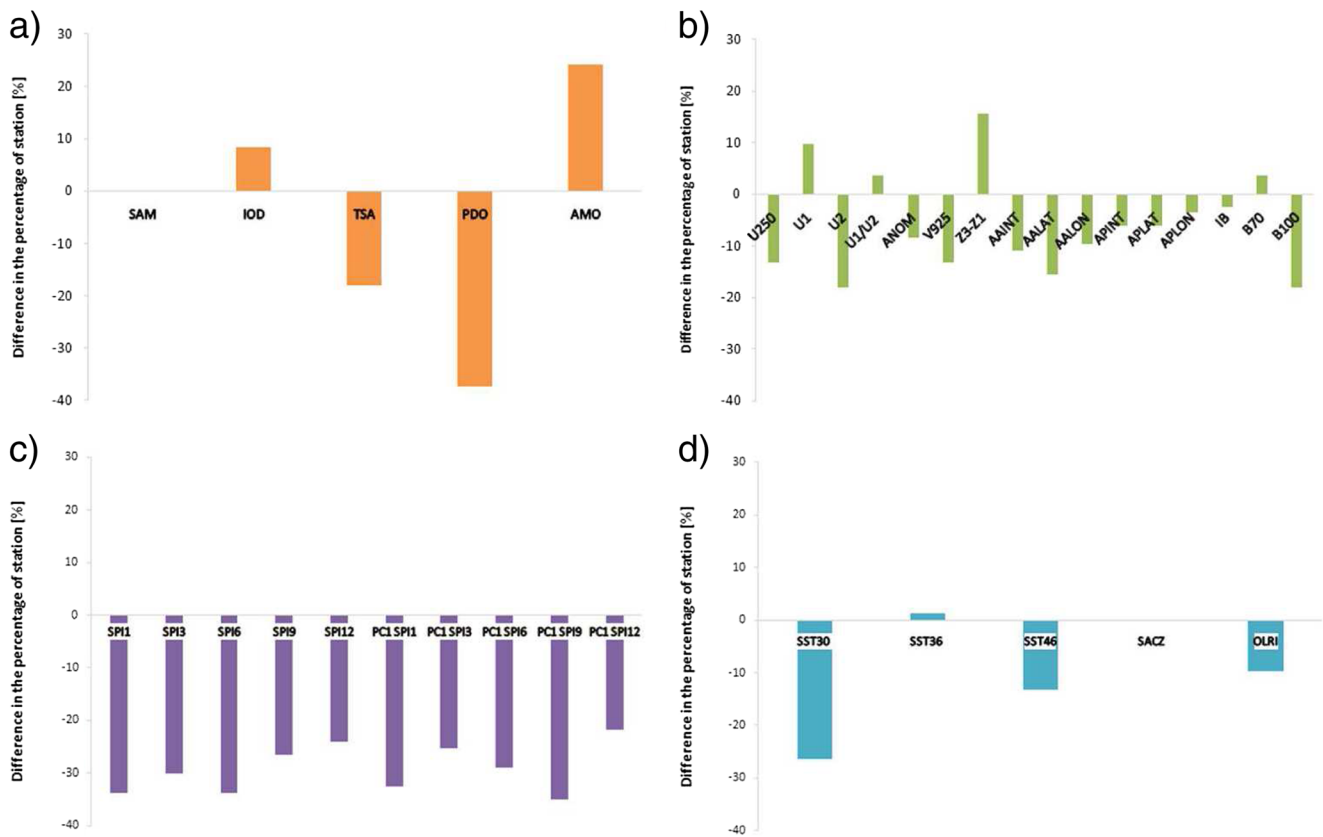 a)
Difference in the percentage of station [%]
30
20
10
0
-10
-20
-30
-40
SAM IOD TSA PDO AMO
b)
Difference in the percentage of station [%]
30
20
10
0
-10
-20
-30
-40
U250 U1 U2 U1/U2 ANOM V925 Z3-Z1 AAINT AALAT AALON APINT APLAT APLON IB B70 B100
c)
Difference in the percentage of station [%]
30
20
10
0
-10
-20
-30
-40
SPI1 SPI3 SPI6 SPI9 SPI12 PC1 SPI1 PC1 SPI3 PC1 SPI6 PC1 SPI9 PC1 SPI12
d)
Difference in the percentage of station [%]
30
20
10
0
-10
-20
-30
-40
SST30 SST36 SST46 SACZ OLRI